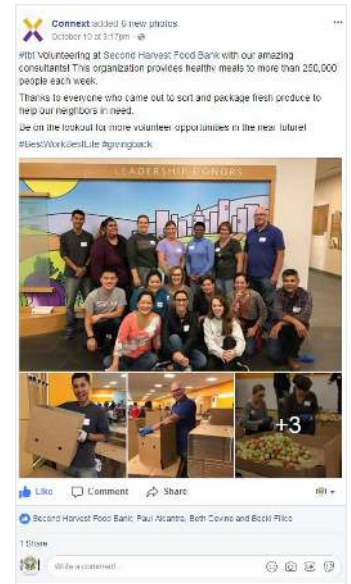 Connext added 6 new photos.
October 19 at 3:17pm
#tbt Volunteering at Second Harvest Food Bank with our amazing
consultants! This organization provides healthy meals to more than 250,000
people each week.
Thanks to everyone who came out to sort and package fresh produce to
help our neighbors in need.
Be on the lookout for more volunteer opportunities in the near future!
#BestWorkBestLife #givingback
LEADERSHIP DONORS
+3
Like Comment Share
Second Harvest Food Bank, Paul Alcantra, Beth Covino and Becki
1 Share
Write a comment...